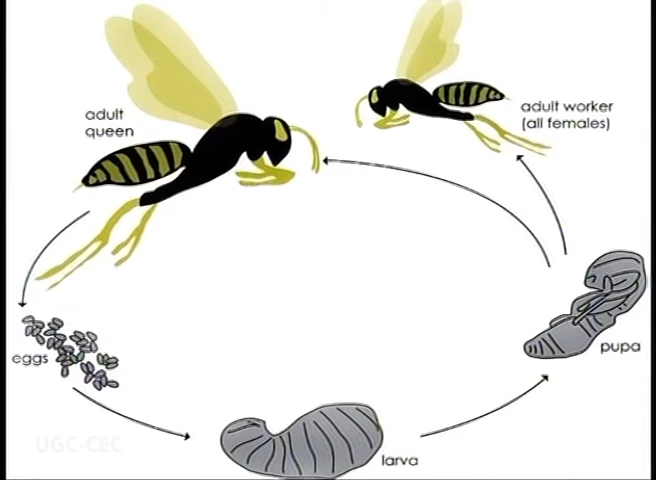 adult
queen
adult worker
(all females)
eggs
pupa
larva
UGC-CEC